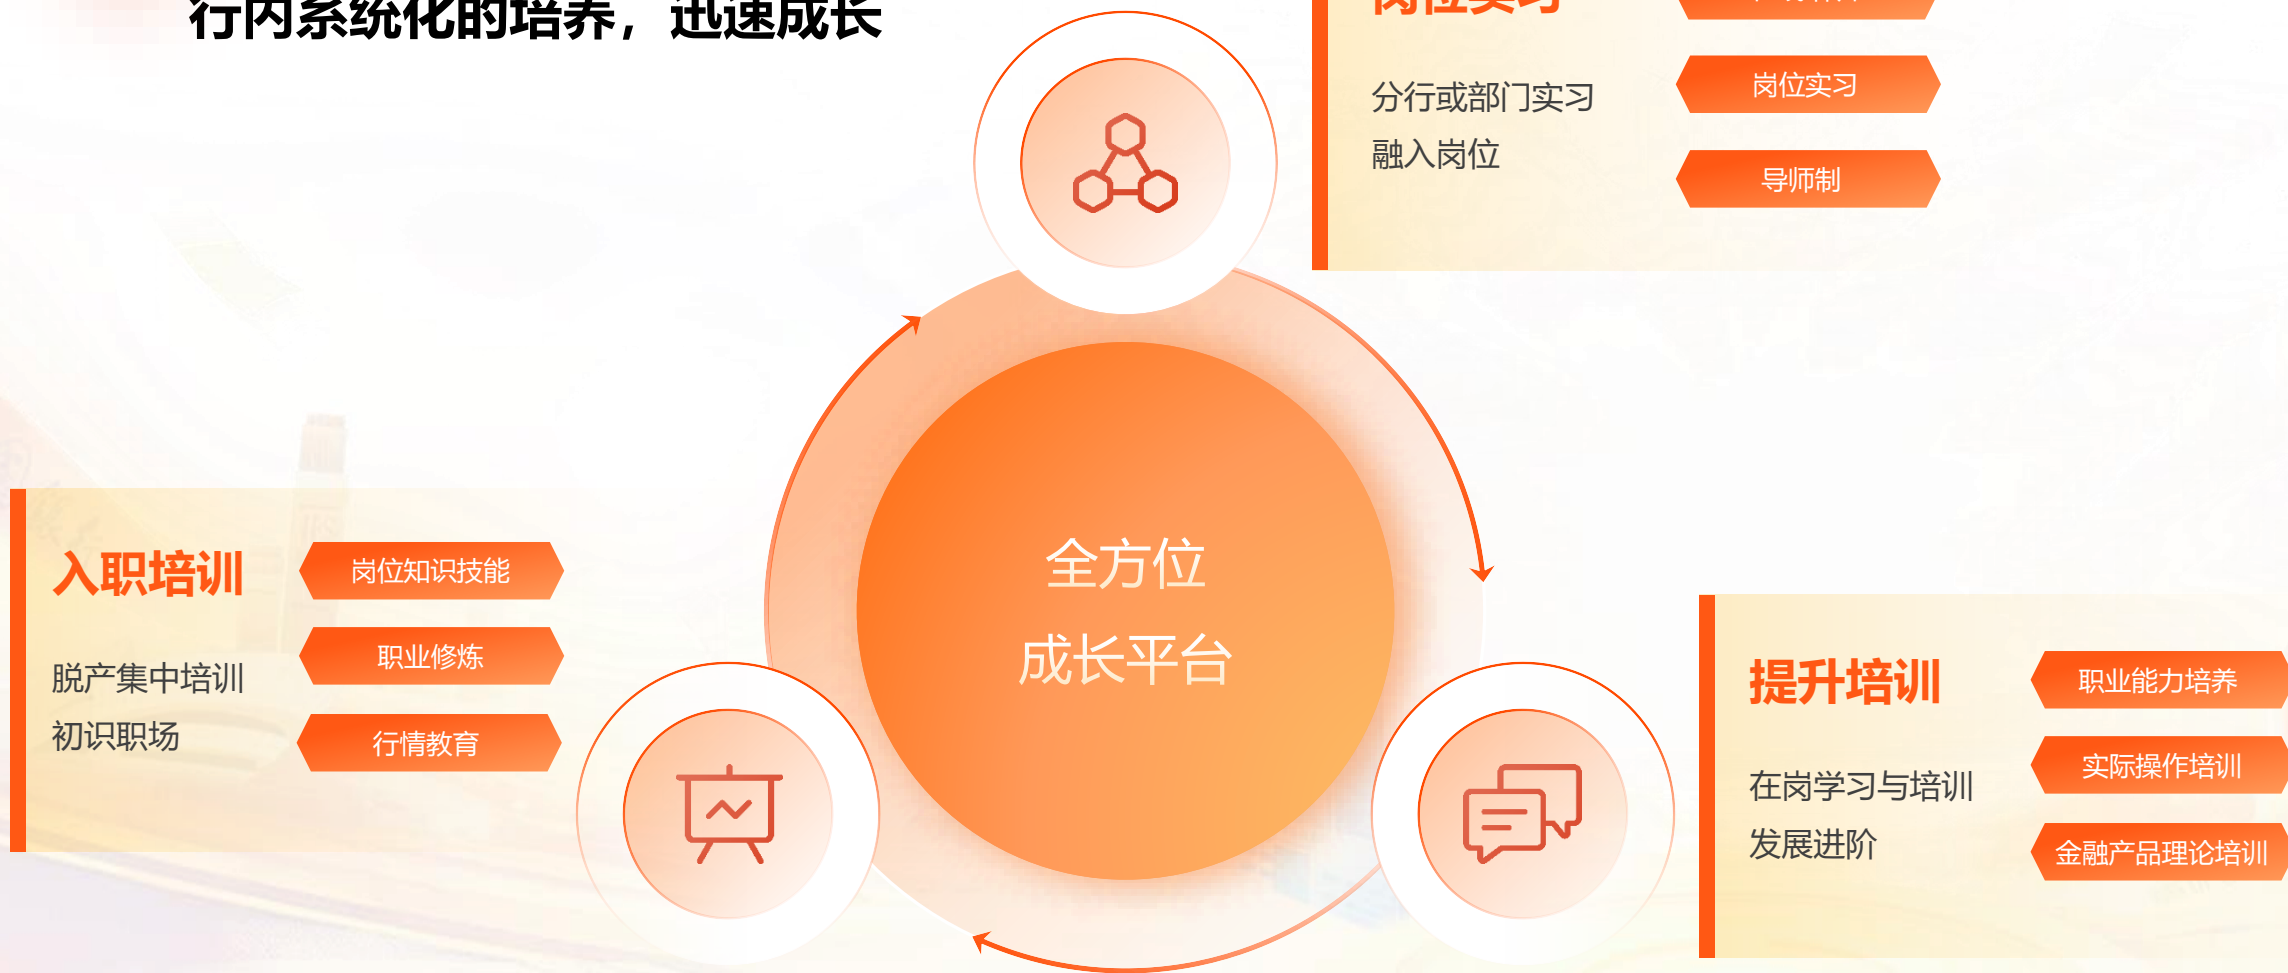 行内系统化的培养，迅速成长
岗位实习
分行或部门实习
融入岗位
岗位实习
导师制
全方位
成长平台
入职培训
脱产集中培训
初识职场
岗位知识技能
职业修炼
行情教育
提升培训
在岗学习与培训
发展进阶
职业能力培养
实际操作培训
金融产品理论培训